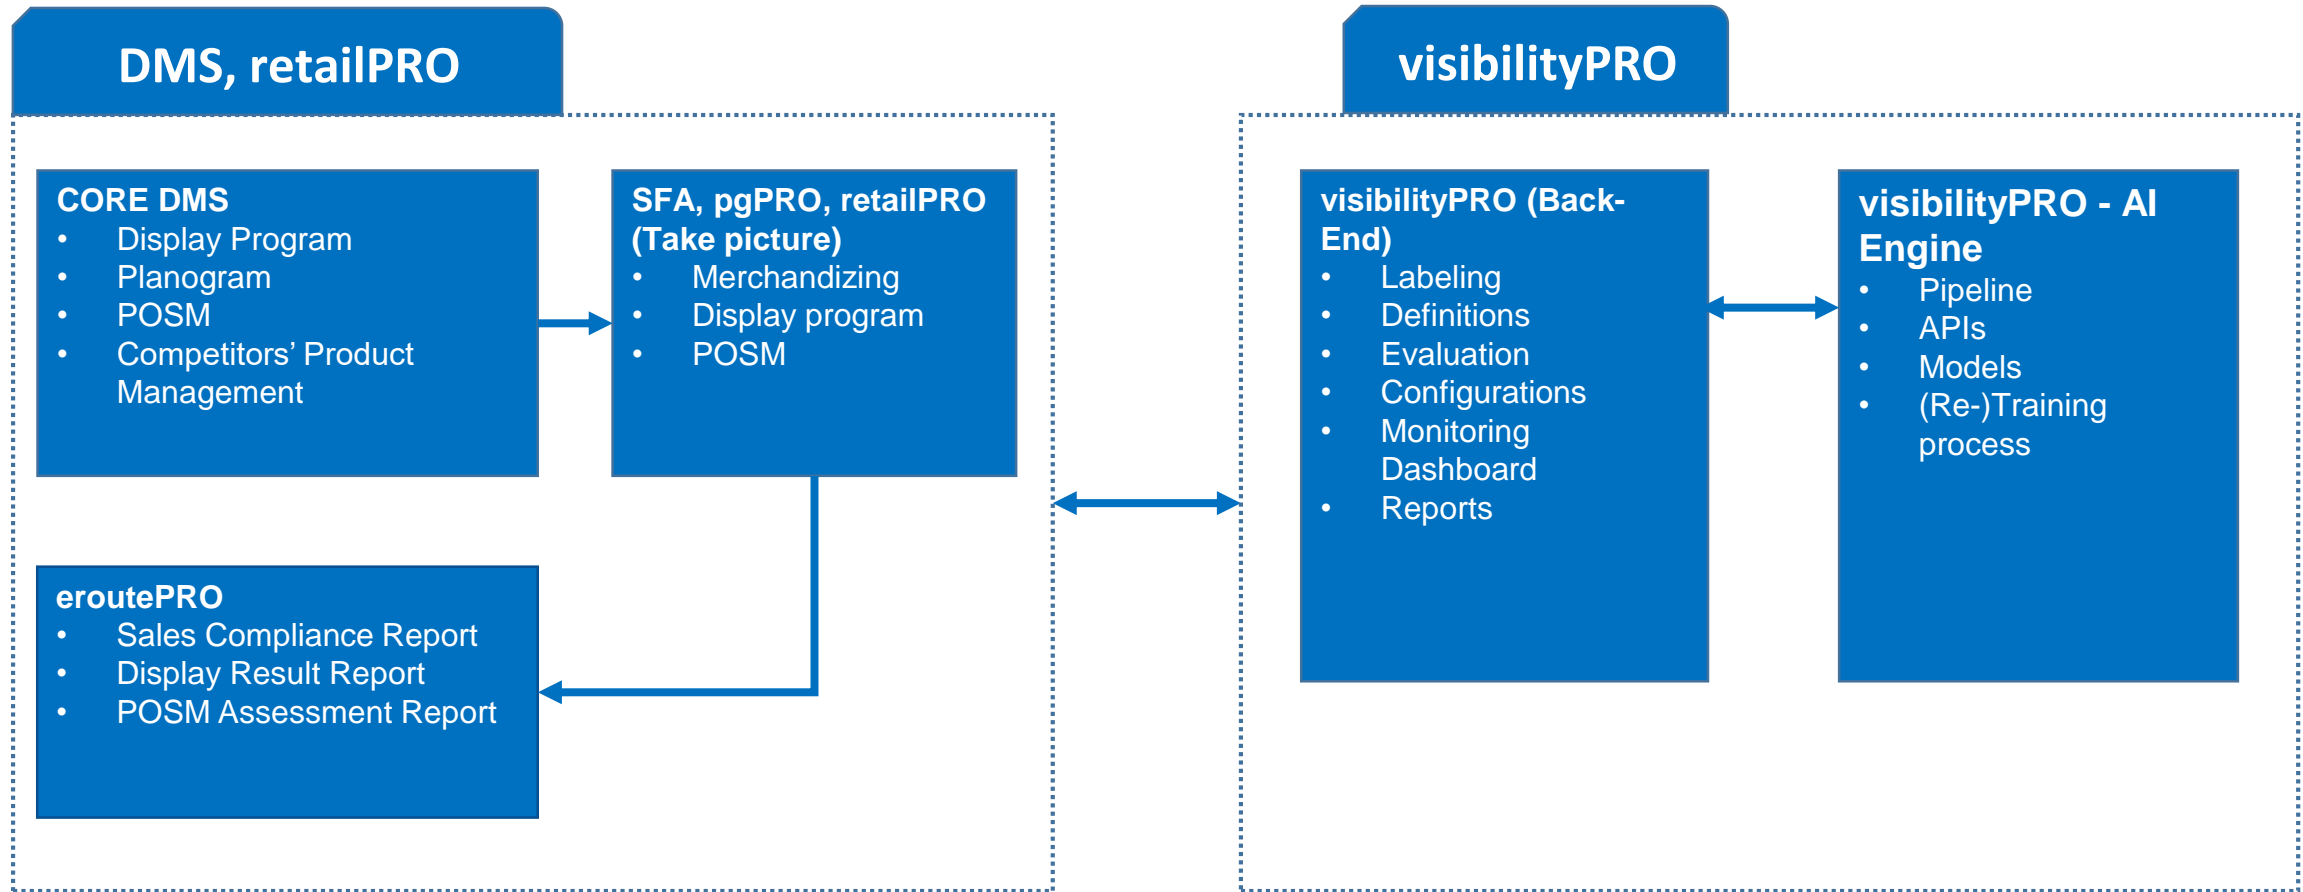 DMS, retailPRO
visibilityPRO
CORE DMS
• Display Program
• Planogram
• POSM
• Competitors’ Product
Management
SFA, pgPRO, retailPRO
(Take picture)
• Merchandizing
• Display program
• POSM
eroutePRO
• Sales Compliance Report
• Display Result Report
• POSM Assessment Report
visibilityPRO (Back-
End)
• Labeling
• Definitions
• Evaluation
• Configurations
• Monitoring
Dashboard
• Reports
visibilityPRO - AI
Engine
• Pipeline
• APIs
• Models
• (Re-)Training
process